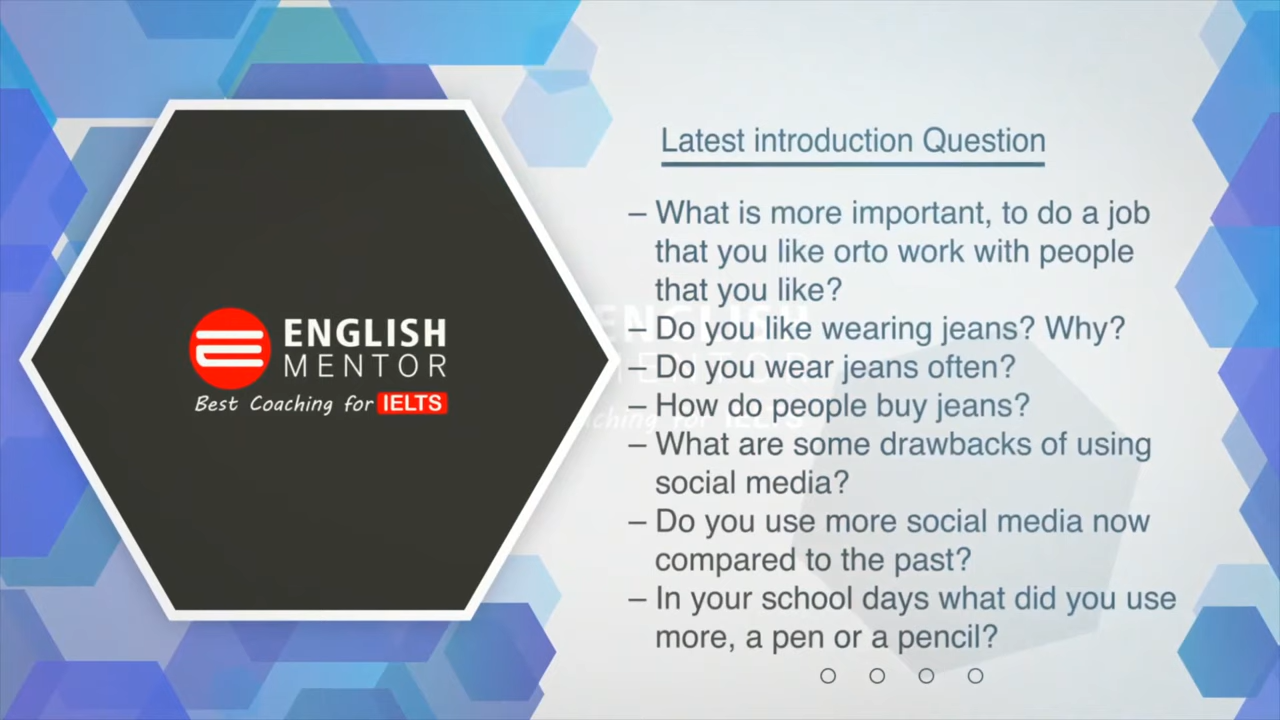 ENGLISH
MENTOR
Best Coaching for IELTS
Latest introduction Question
– What is more important, to do a job
that you like orto work with people
that you like?
– Do you like wearing jeans? Why?
– Do you wear jeans often?
– How do people buy jeans?
– What are some drawbacks of using
social media?
– Do you use more social media now
compared to the past?
– In your school days what did you use
more, a pen or a pencil?